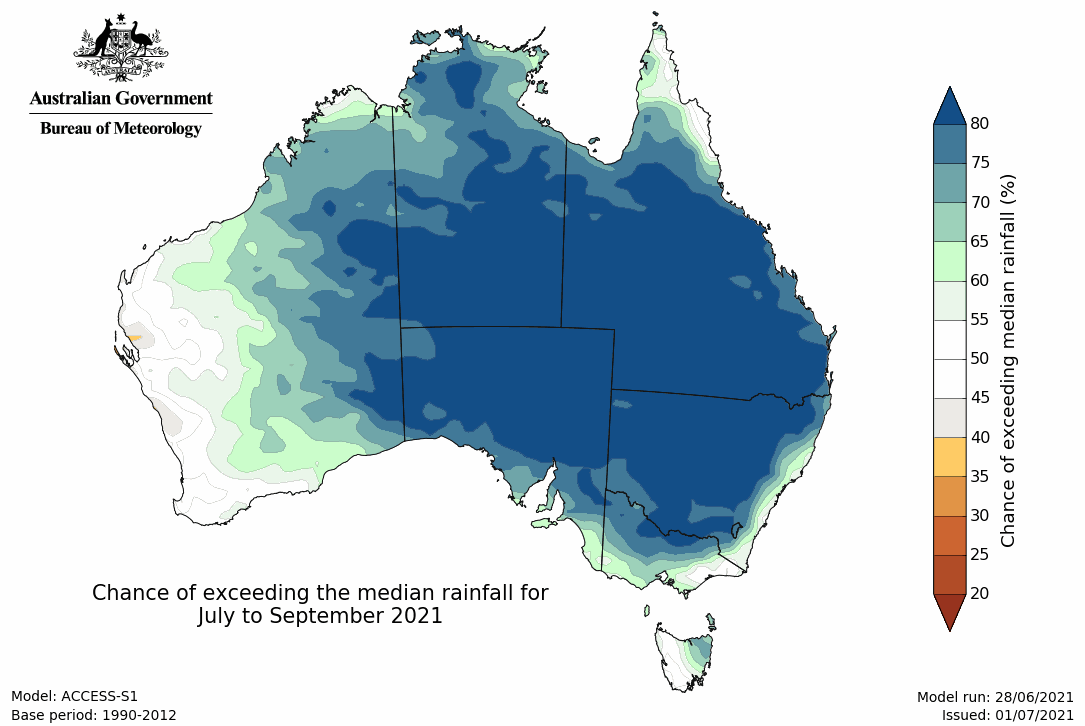 Australian Government
Bureau of Meteorology
80
75
70
65
60
55
50
45
40
35
30
25
20
Chance of exceeding median rainfall (%)
Chance of exceeding the median rainfall for
July to September 2021
Model: ACCESS-S1
Base period: 1990-2012
Model run: 28/06/2021
Issued: 01/07/2021